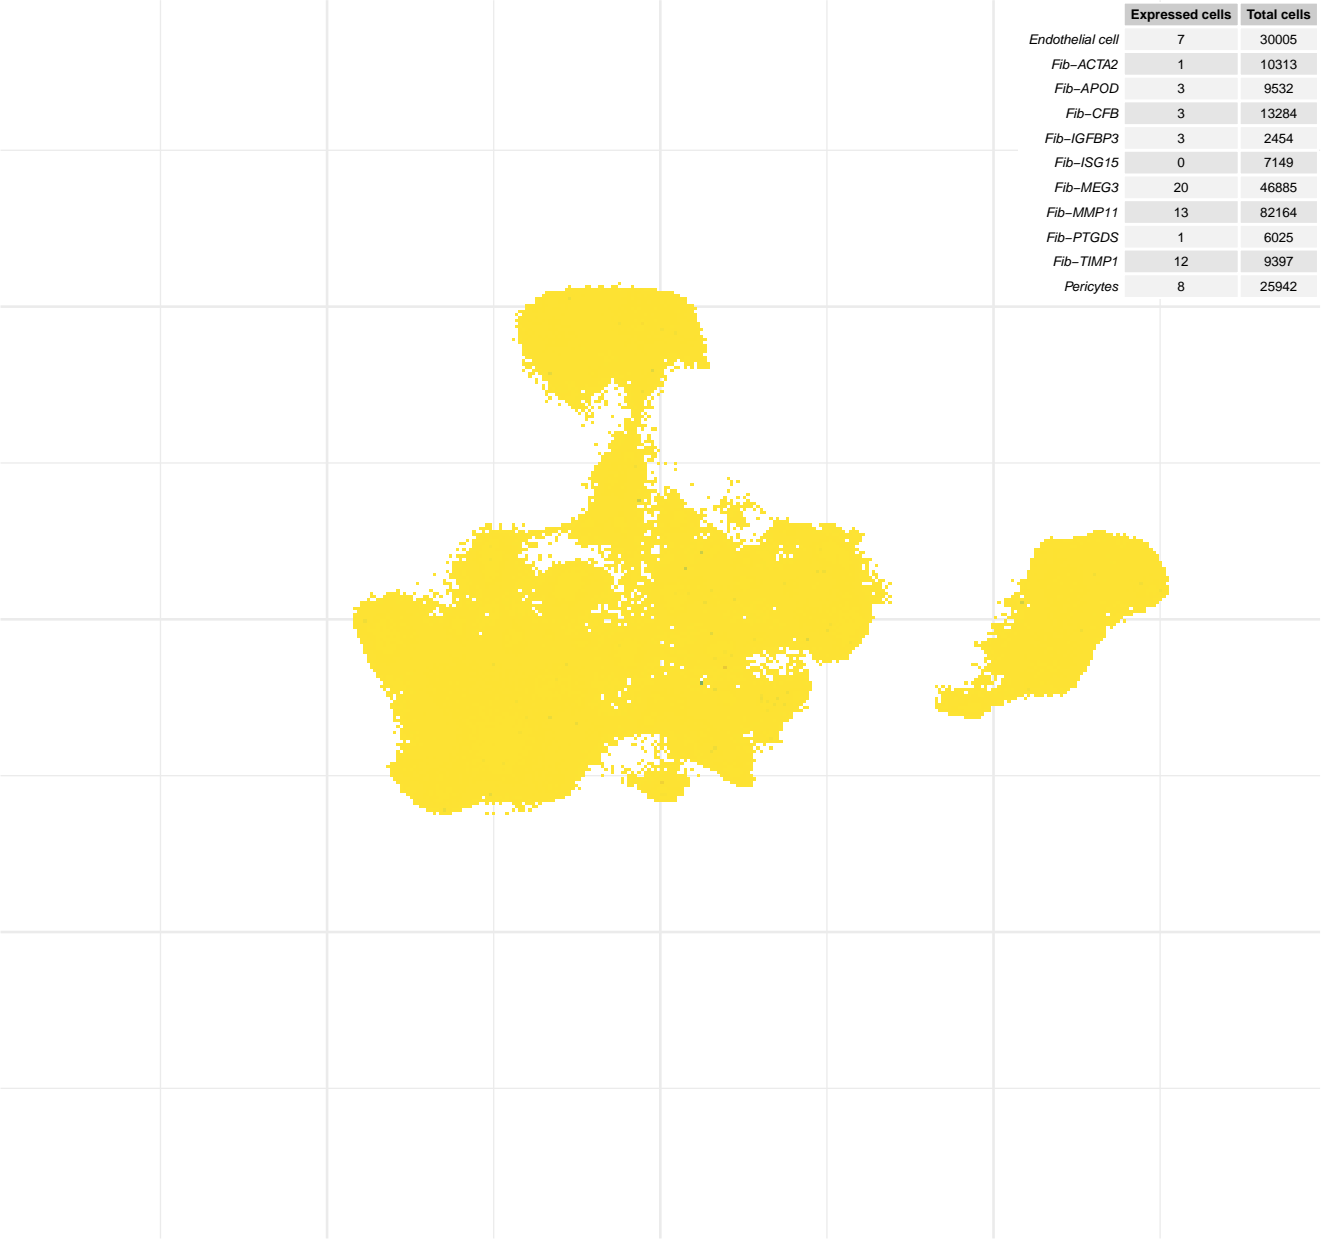 Expressed cells Total cells
Endothelial cell 7 30005
Fib−ACTA2 1 10313
Fib−APOD 3 9532
Fib−CFB 3 13284
Fib−IGFBP3 3 2454
Fib−ISG15 0 7149
Fib−MEG3 20 46885
Fib−MMP11 13 82164
Fib−PTGDS 1 6025
Fib−TIMP1 12 9397
Pericytes 8 25942